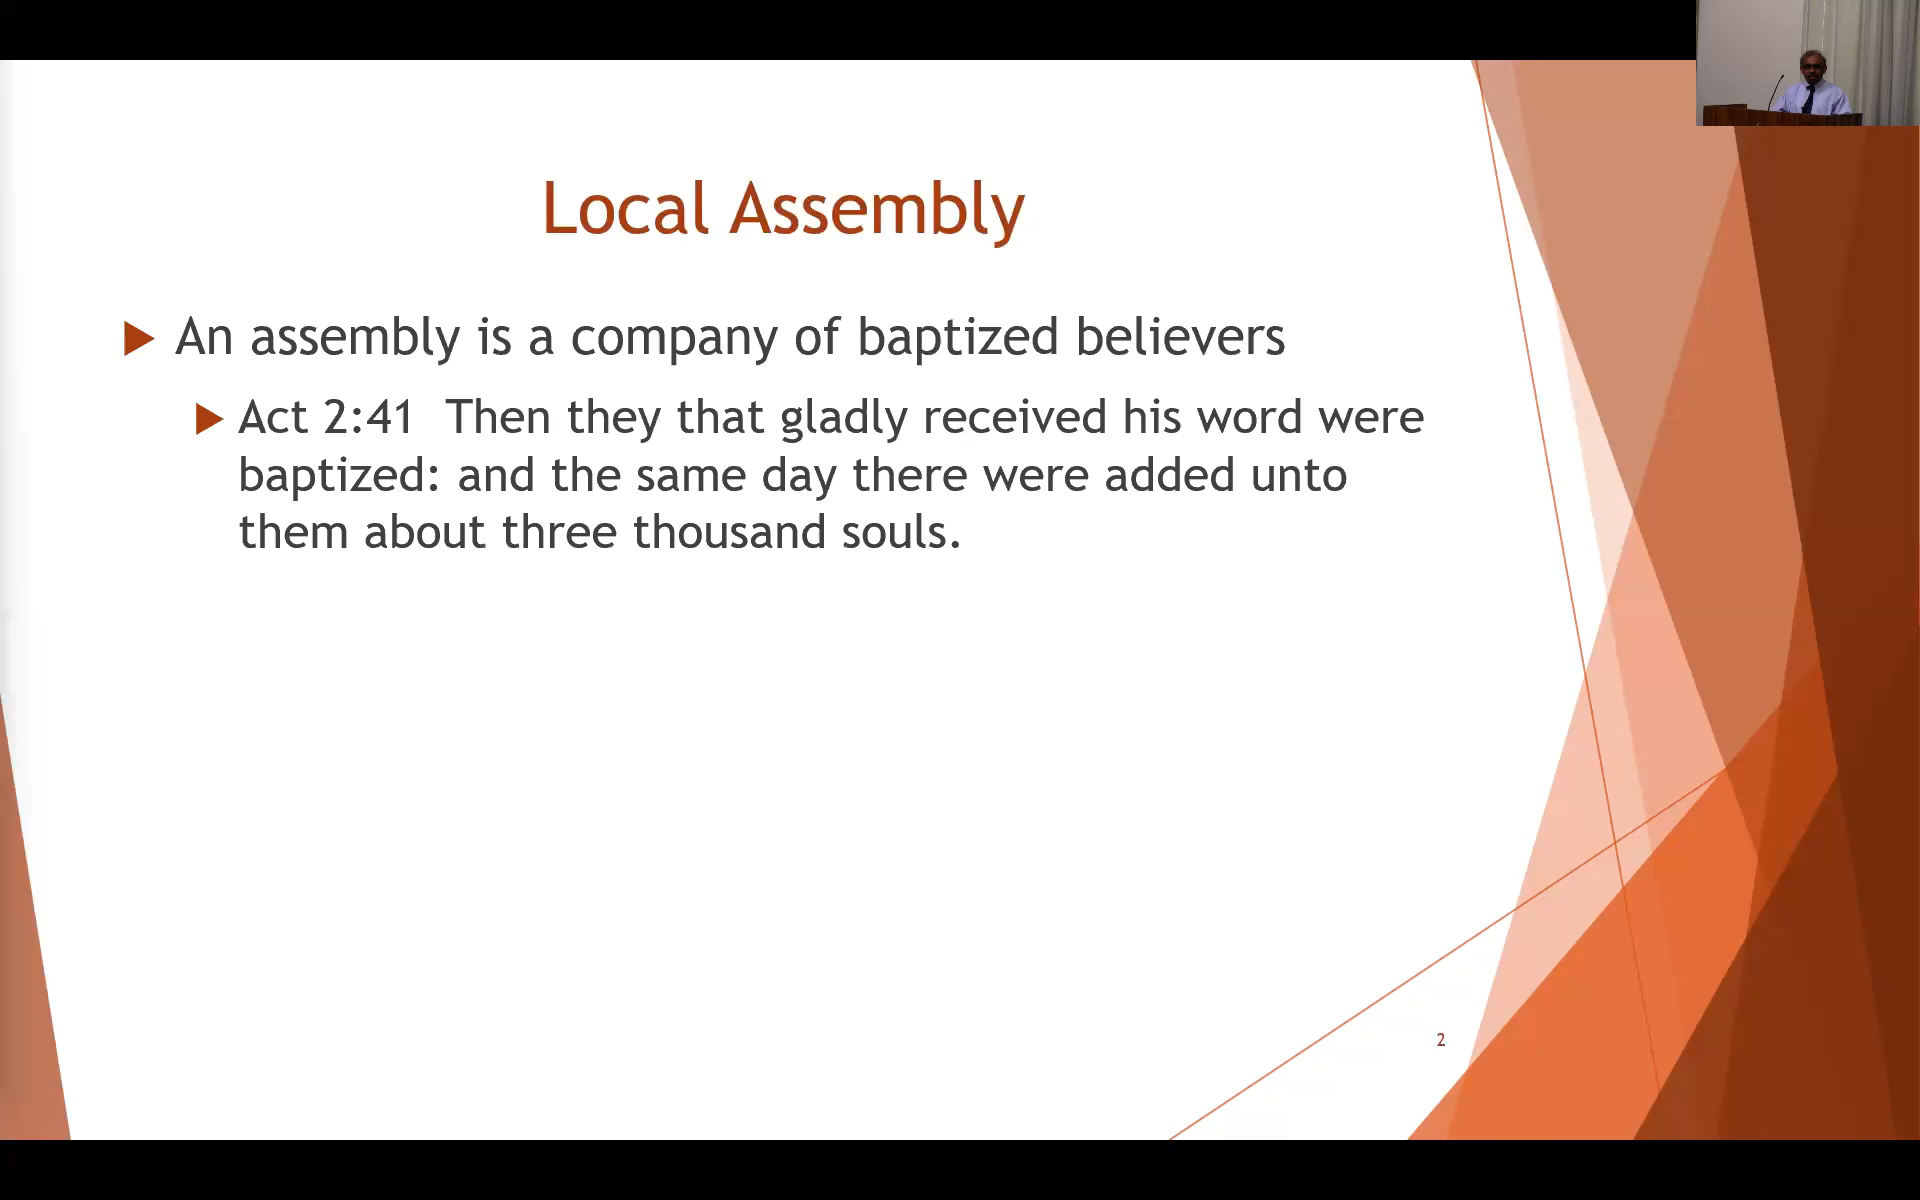 Local Assembly
An assembly is a company of baptized believers
Act 2:41  Then they that gladly received his word were
baptized: and the same day there were added unto
them about three thousand souls.
2